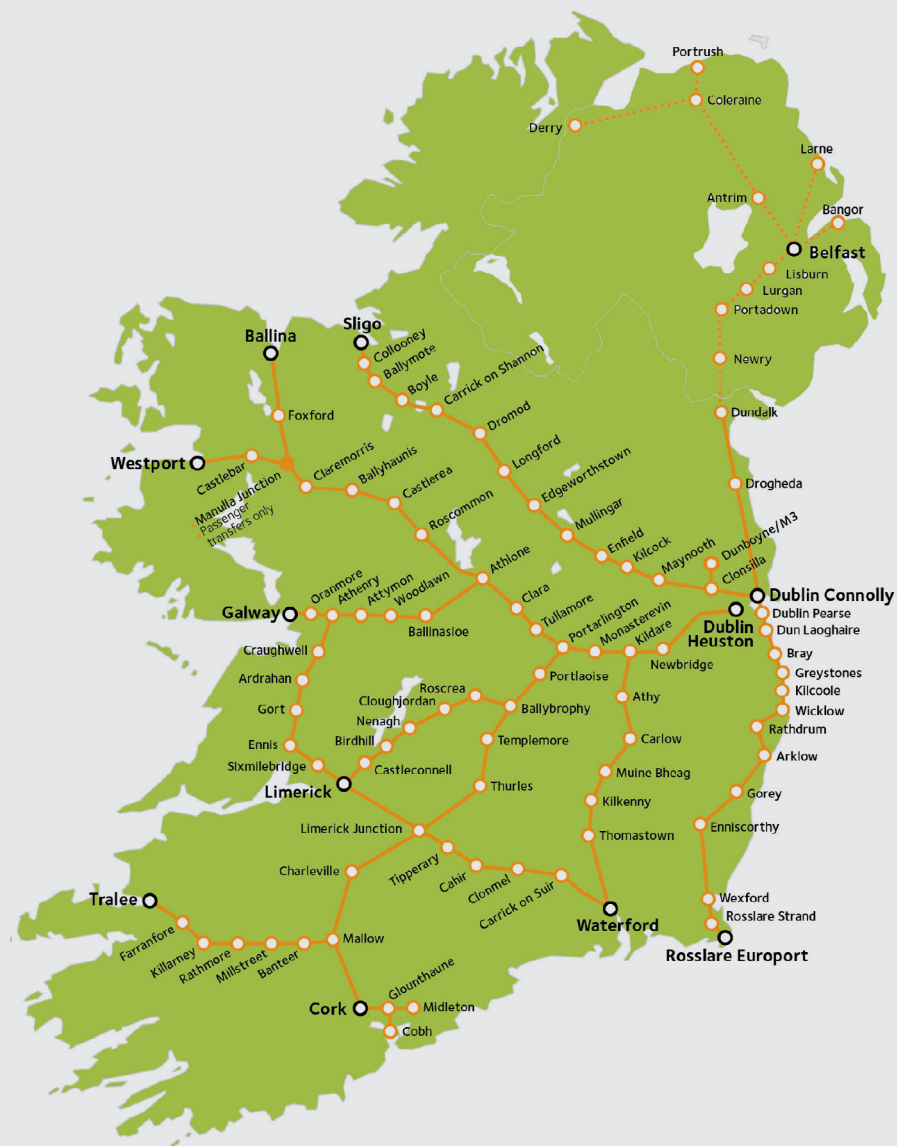 Portrush
Coleraine
Derry
Larne
Antrim
Bangor
Belfast
Lisburn
Lurgan
Portadown
Newry
Dundalk
Drogheda
Sligo
Ballina
Collooney
Ballymote
Boyle
Carrick on Shannon
Dromod
Longford
Edgeworthstown
Mullingar
Enfield
Kilcock
Maynooth
Dunboyne/M3
Clonsilla
Foxford
Westport
Castlebar
Manulla Junction
Passenger
transfers only
Claremorris
Ballyhaunis
Castlerea
Roscommon
Athlone
Galway
Oranmore
Athenry
Attymon
Woodlawn
Ballinasloe
Clara
Tullamore
Portarlington
Monasterevin
Kildare
Newbridge
Dublin
Heuston
Dublin Connolly
Dublin Pearse
Dun Laoghaire
Bray
Greystones
Kilcoole
Wicklow
Rathdrum
Arklow
Gorey
Enniscorthy
Wexford
Rosslare Strand
Rosslare Europort
Craughwell
Ardrahan
Gort
Ennis
Sixmilebridge
Limerick
Portlaoise
Ballybrophy
Roscrea
Cloughjordan
Nenagh
Birdhill
Castleconnell
Templemore
Thurles
Athy
Carlow
Muine Bheag
Kilkenny
Thomastown
Waterford
Limerick Junction
Tipperary
Cahir
Clonmel
Carrick on Suir
Charleville
Tralee
Farranfore
Killarney
Rathmore
Millstreet
Banteer
Mallow
Cork
Glounthaune
Midleton
Cobh